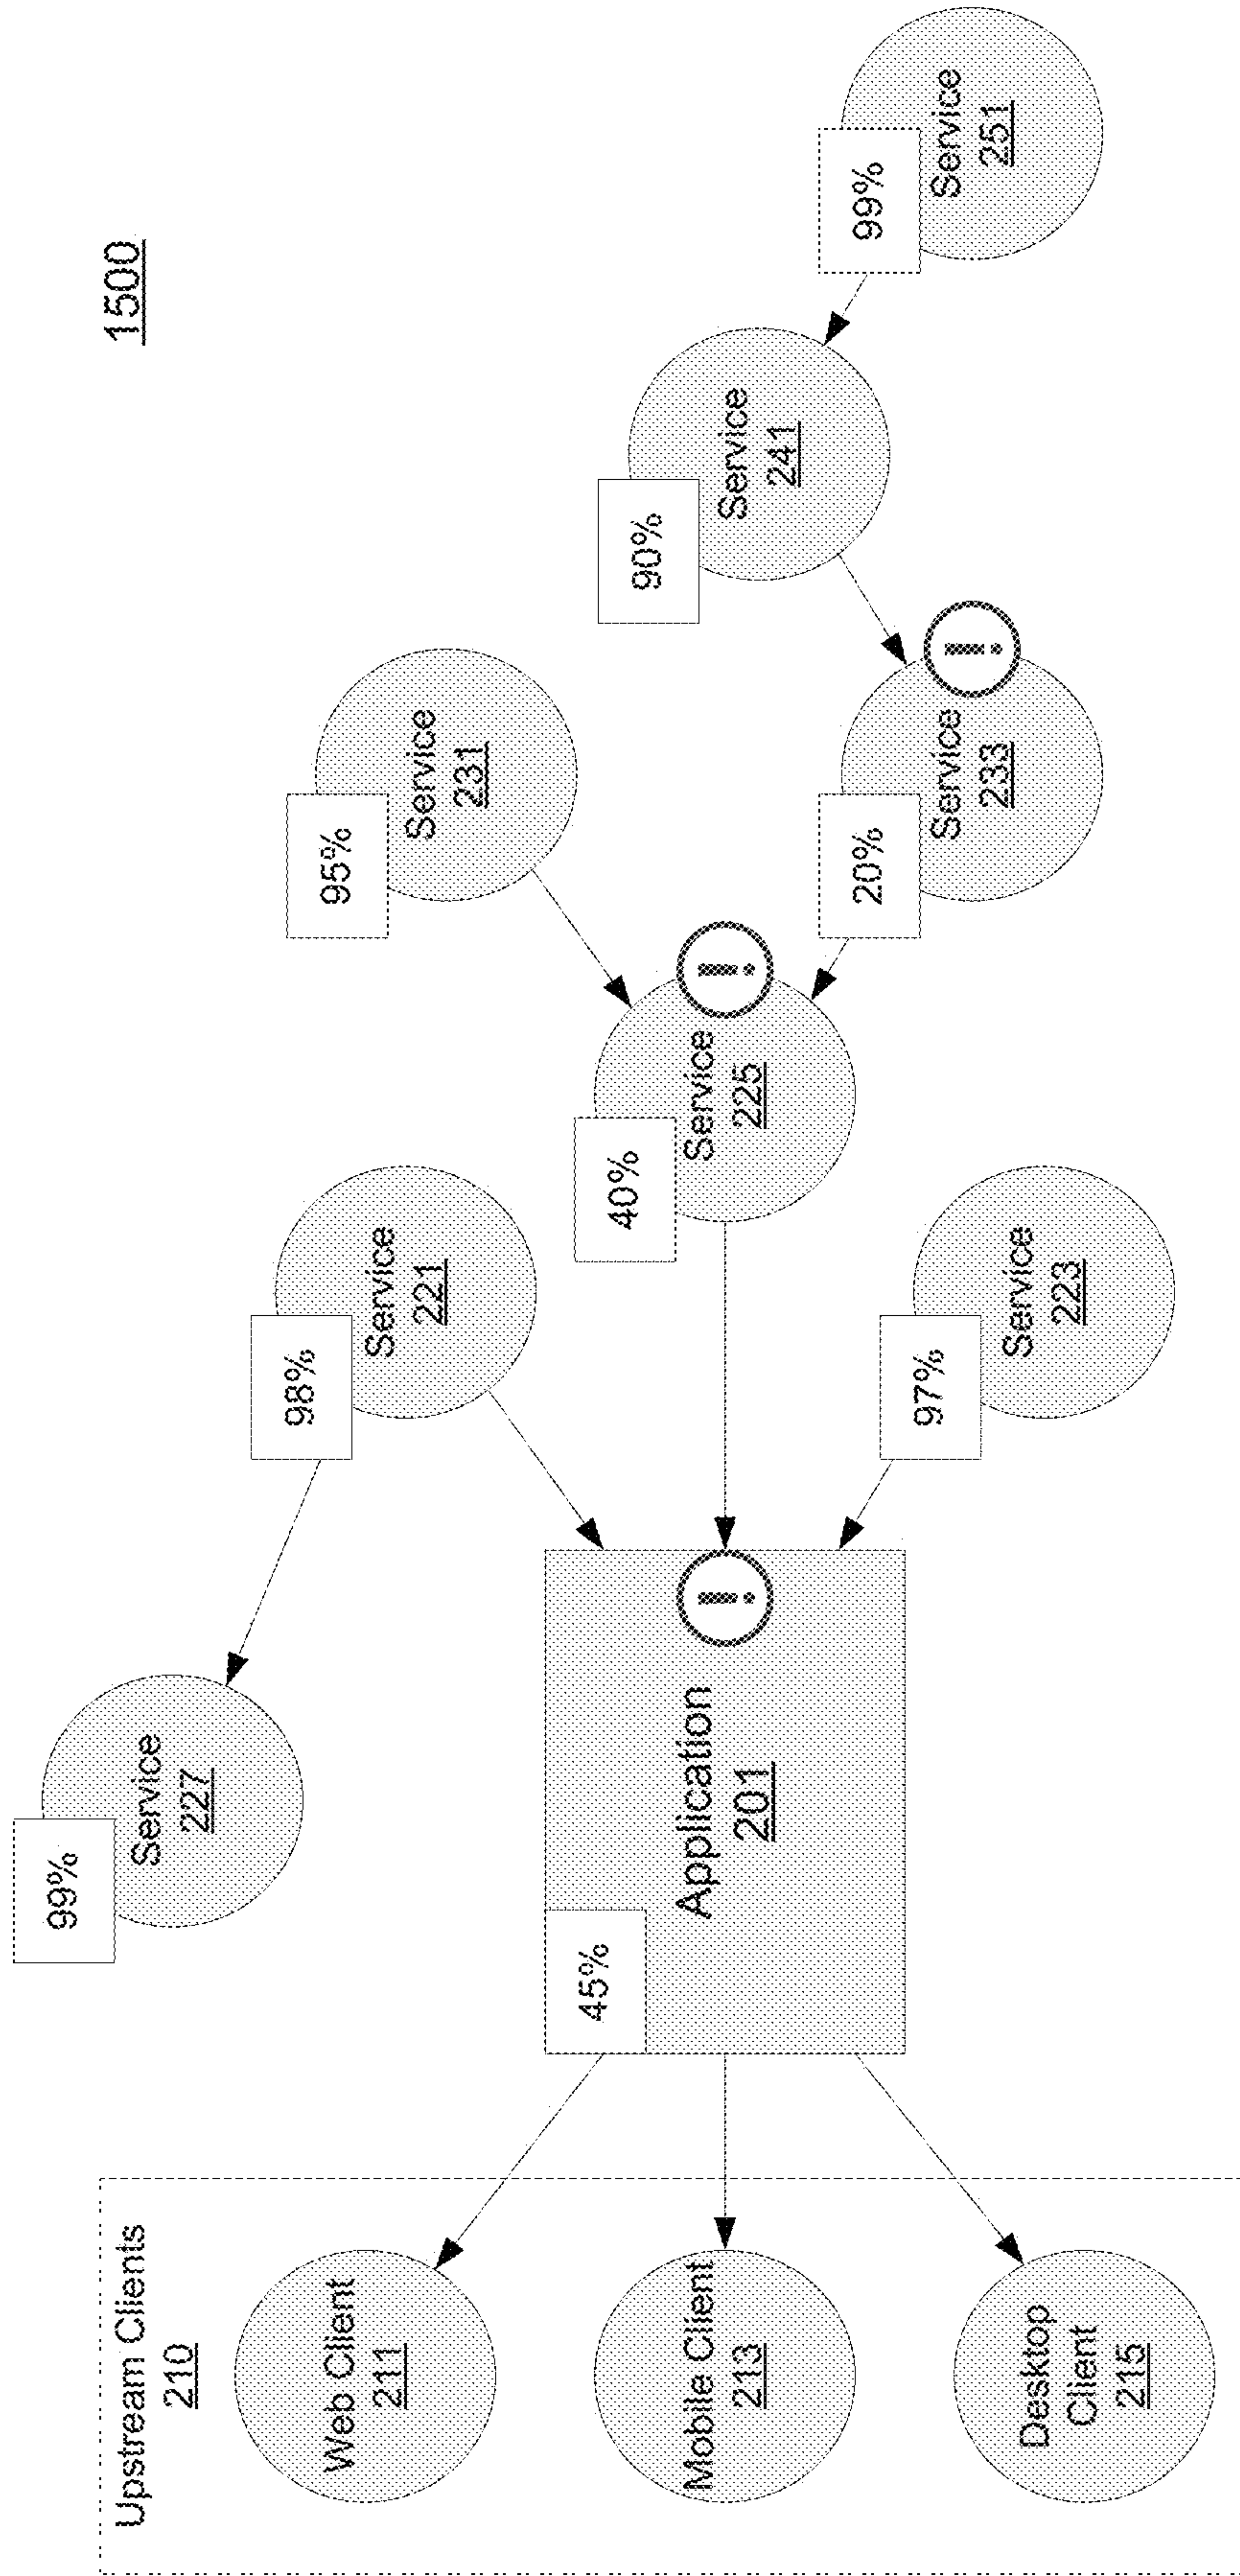 1500
Upstream Clients
210
Web Client
211
Mobile Client
213
Desktop
Client
215
45%
Application
201
i
99%
Service
227
98%
Service
221
97%
Service
223
40%
Service
225
i
95%
Service
231
20%
Service
233
i
90%
Service
241
99%
Service
251